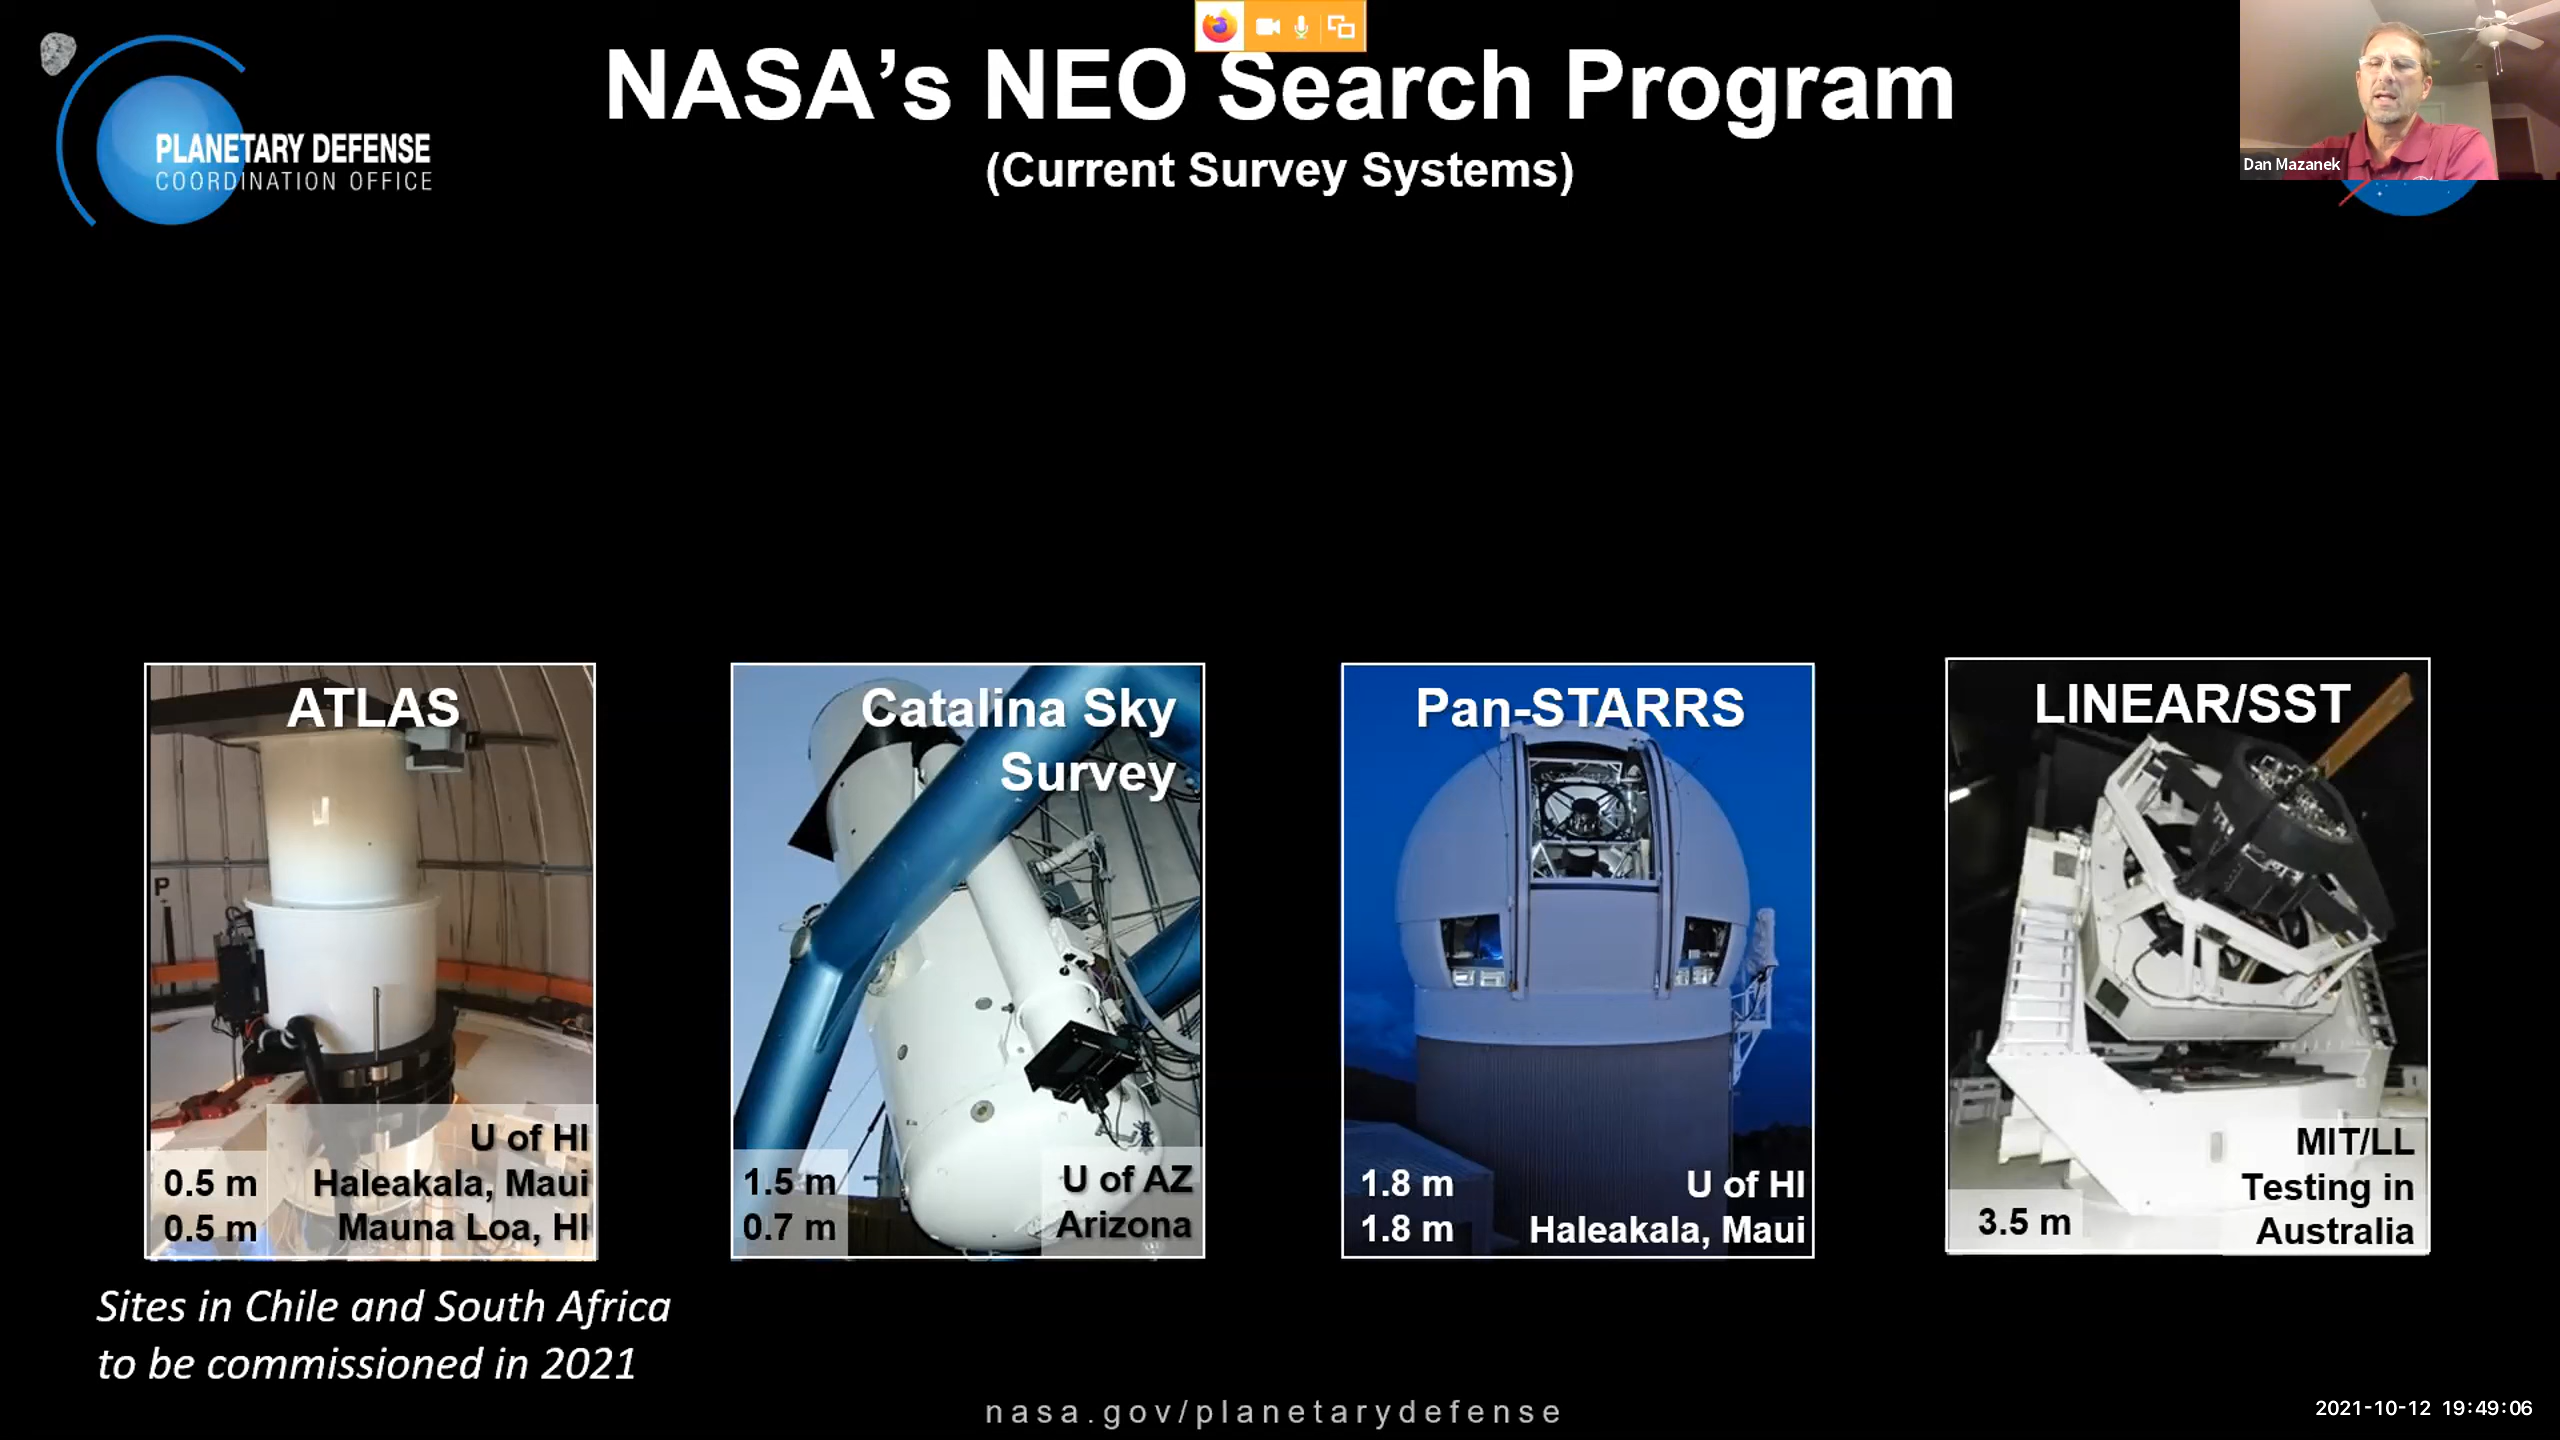 PLANETARY DEFENSE
COORDINATION OFFICE
NASA’s NEO Search Program
(Current Survey Systems)
Dan Mazanek
ATLAS
P
U of HI
0.5 m Haleakala, Maui
0.5 m Mauna Loa, HI
Catalina Sky
Survey
1.5 m U of AZ
0.7 m Arizona
Pan-STARRS
1.8 m U of HI
1.8 m Haleakala, Maui
LINEAR/SST
MIT/LL
Testing in
3.5 m Australia
Sites in Chile and South Africa
to be commissioned in 2021
nasa.gov/planetarydefense
2021-10-12 19:49:06